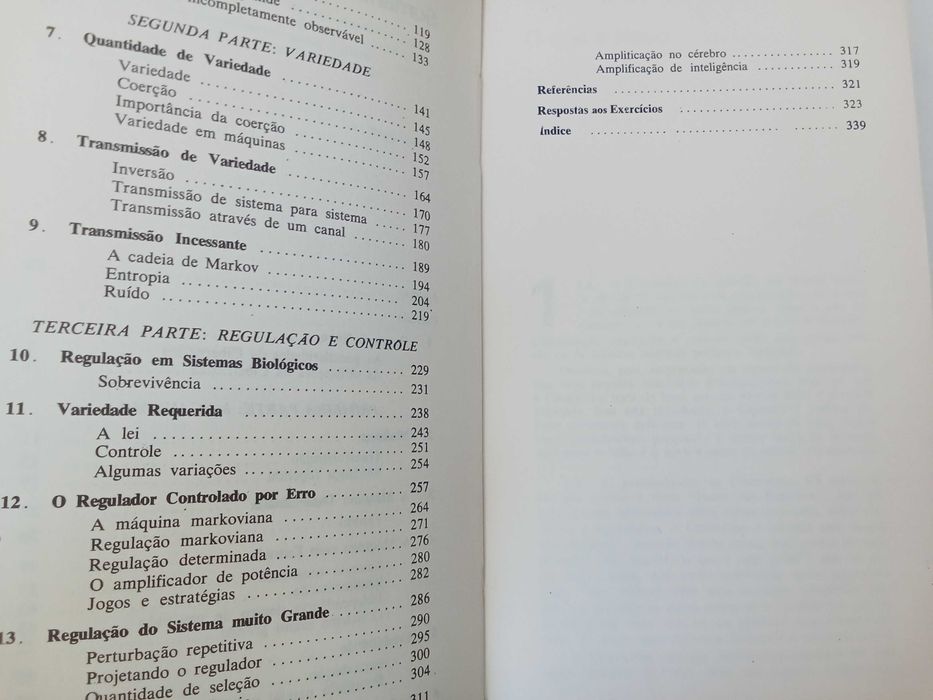 119
128
incompletamente observável ...... 133
SEGUNDA PARTE: VARIEDADE
7. Quantidade de Variedade .................. 141
Variedade .................. 145
Coerção .................. 148
Importância da coerção .................. 152
Variedade em máquinas .................. 157
8. Transmissão de Variedade .................. 164
Inversão .................. 170
Transmissão de sistema para sistema ..... 177
Transmissão através de um canal ........ 180
9. Transmissão Incessante .................. 189
A cadeia de Markov .................. 194
Entropia .................. 204
Ruído .................. 219
TERCEIRA PARTE: REGULAÇÃO E CONTRÔLE
10. Regulação em Sistemas Biológicos ........... 229
Sobrevivência .................. 231
11. Variedade Requerida .................. 238
A lei .................. 243
Contrôle .................. 251
Algumas variações .................. 254
12. O Regulador Controlado por Erro ............ 257
A máquina markoviana .................. 264
Regulação markoviana .................. 271
Regulação determinada .................. 276
O amplificador de potência ............ 280
Jogos e estratégias .................. 282
13. Regulação do Sistema muito Grande .......... 286
Perturbação repetitiva .................. 290
Projetando o regulador .................. 295
Quantidade de seleção .................. 300
304
311
Amplificação no cérebro ................ 317
Amplificação de inteligência ............ 319
Referências .................. 321
Respostas aos Exercícios .................. 323
Índice .................. 339